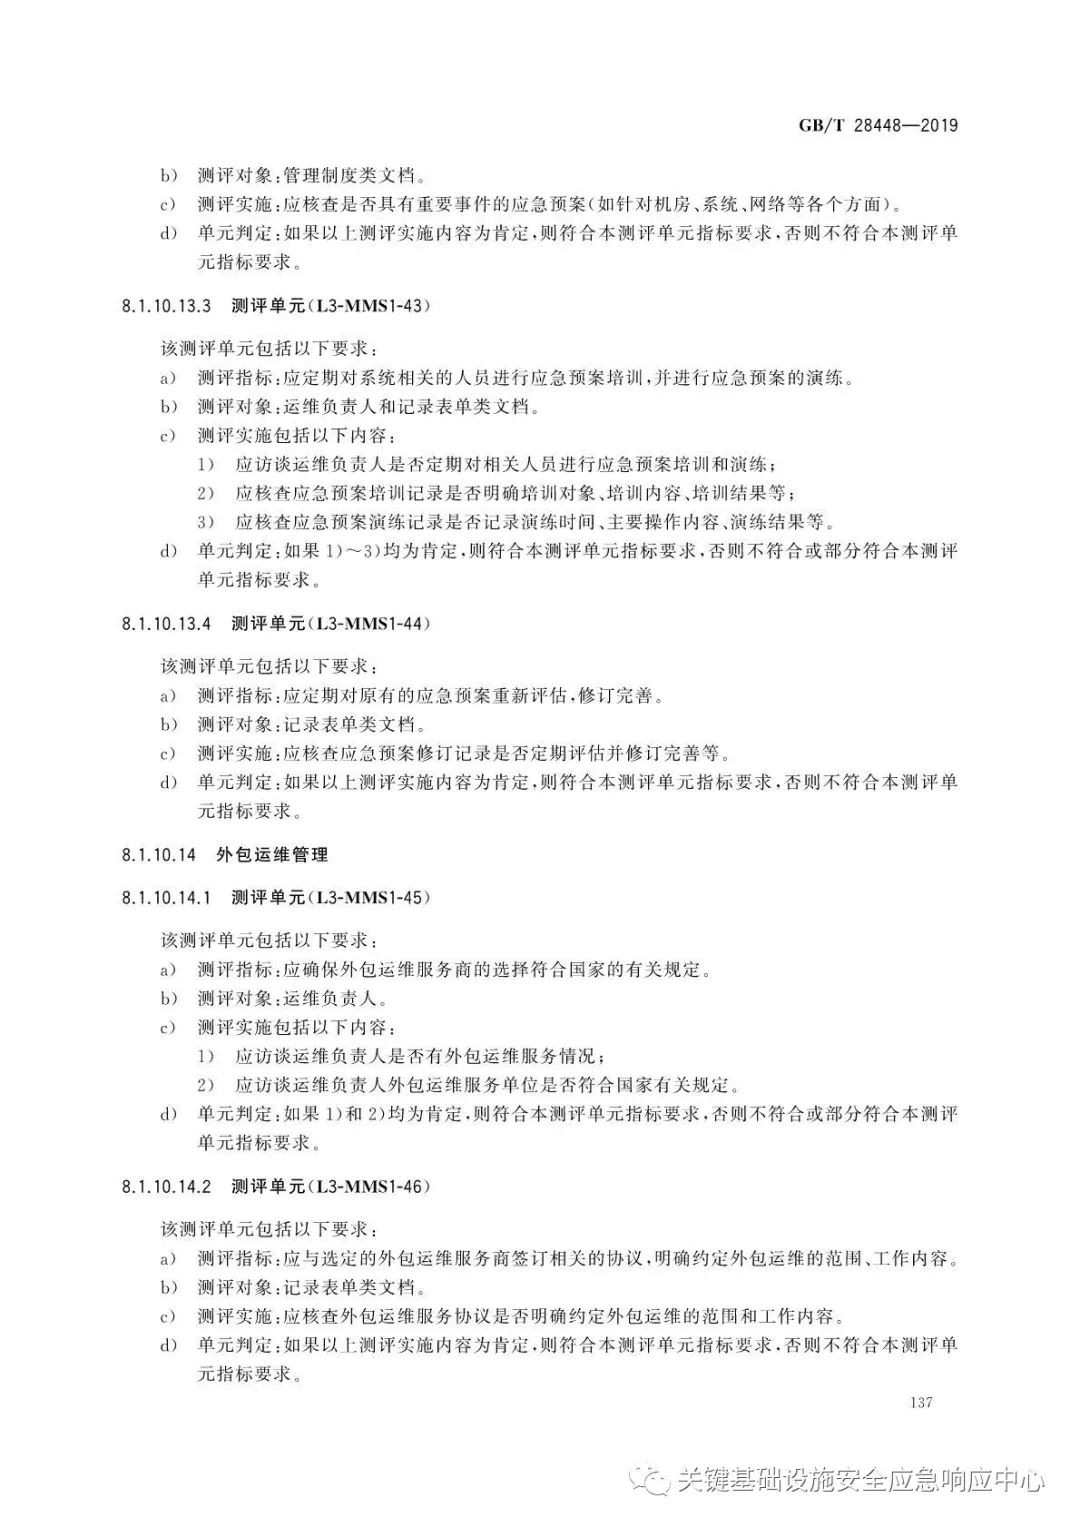 GB/T 28448—2019
b) 测评对象:管理制度类文档。
c) 测评实施:应核查是否具有重要事件的应急预案(如针对机房、系统、网络等各个方面)。
d) 单元判定:如果以上测评实施内容为肯定,则符合本测评单元指标要求,否则不符合本测评单
元指标要求。
8.1.10.13.3 测评单元(L3-MMS1-43)
该测评单元包括以下要求:
a) 测评指标:应定期对系统相关的人员进行应急预案培训,并进行应急预案的演练。
b) 测评对象:运维负责人和记录表单类文档。
c) 测评实施包括以下内容:
1) 应访谈运维负责人是否定期对相关人员进行应急预案培训和演练;
2) 应核查应急预案培训记录是否明确培训对象、培训内容、培训结果等;
3) 应核查应急预案演练记录是否记录演练时间、主要操作内容、演练结果等。
d) 单元判定:如果 1)～3)均为肯定,则符合本测评单元指标要求,否则不符合或部分符合本测评
单元指标要求。
8.1.10.13.4 测评单元(L3-MMS1-44)
该测评单元包括以下要求:
a) 测评指标:应定期对原有的应急预案重新评估,修订完善。
b) 测评对象:记录表单类文档。
c) 测评实施:应核查应急预案修订记录是否定期评估并修订完善等。
d) 单元判定:如果以上测评实施内容为肯定,则符合本测评单元指标要求,否则不符合本测评单
元指标要求。
8.1.10.14 外包运维管理
8.1.10.14.1 测评单元(L3-MMS1-45)
该测评单元包括以下要求:
a) 测评指标:应确保外包运维服务商的选择符合国家的有关规定。
b) 测评对象:运维负责人。
c) 测评实施包括以下内容:
1) 应访谈运维负责人是否有外包运维服务情况;
2) 应访谈运维负责人外包运维服务单位是否符合国家有关规定。
d) 单元判定:如果 1)和 2)均为肯定,则符合本测评单元指标要求,否则不符合或部分符合本测评
单元指标要求。
8.1.10.14.2 测评单元(L3-MMS1-46)
该测评单元包括以下要求:
a) 测评指标:应与选定的外包运维服务商签订相关的协议,明确约定外包运维的范围、工作内容。
b) 测评对象:记录表单类文档。
c) 测评实施:应核查外包运维服务协议是否明确约定外包运维的范围和工作内容。
d) 单元判定:如果以上测评实施内容为肯定,则符合本测评单元指标要求,否则不符合本测评单
元指标要求。
137
关键基础设施安全应急响应中心